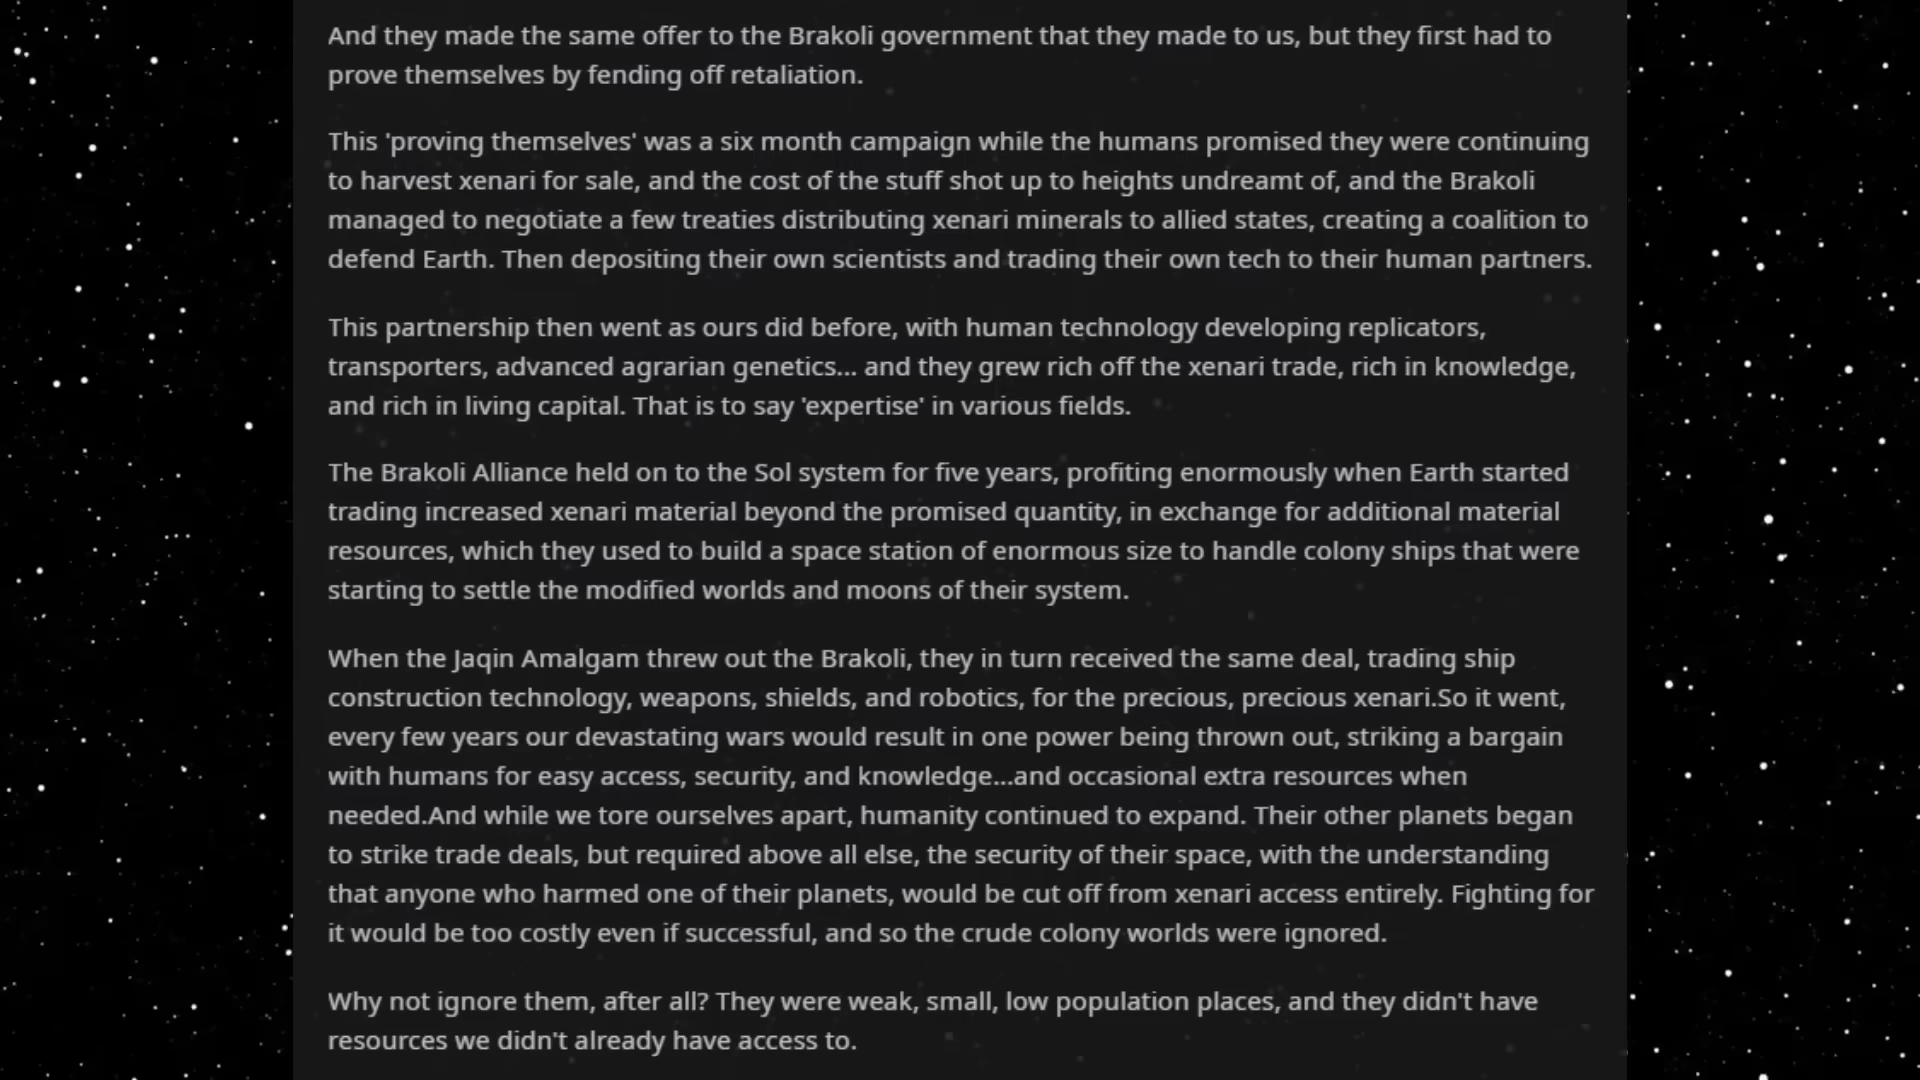 And they made the same offer to the Brakoli government that they made to us, but they first had to
prove themselves by fending off retaliation.
This 'proving themselves' was a six month campaign while the humans promised they were continuing
to harvest xenari for sale, and the cost of the stuff shot up to heights undreamt of, and the Brakoli
managed to negotiate a few treaties distributing xenari minerals to allied states, creating a coalition to
defend Earth. Then depositing their own scientists and trading their own tech to their human partners.
This partnership then went as ours did before, with human technology developing replicators,
transporters, advanced agrarian genetics... and they grew rich off the xenari trade, rich in knowledge,
and rich in living capital. That is to say 'expertise' in various fields.
The Brakoli Alliance held on to the Sol system for five years, profiting enormously when Earth started
trading increased xenari material beyond the promised quantity, in exchange for additional material
resources, which they used to build a space station of enormous size to handle colony ships that were
starting to settle the modified worlds and moons of their system.
When the Jaqin Amalgam threw out the Brakoli, they in turn received the same deal, trading ship
construction technology, weapons, shields, and robotics, for the precious, precious xenari.So it went,
every few years our devastating wars would result in one power being thrown out, striking a bargain
with humans for easy access, security, and knowledge...and occasional extra resources when
needed.And while we tore ourselves apart, humanity continued to expand. Their other planets began
to strike trade deals, but required above all else, the security of their space, with the understanding
that anyone who harmed one of their planets, would be cut off from xenari access entirely. Fighting for
it would be too costly even if successful, and so the crude colony worlds were ignored.
Why not ignore them, after all? They were weak, small, low population places, and they didn't have
resources we didn't already have access to.